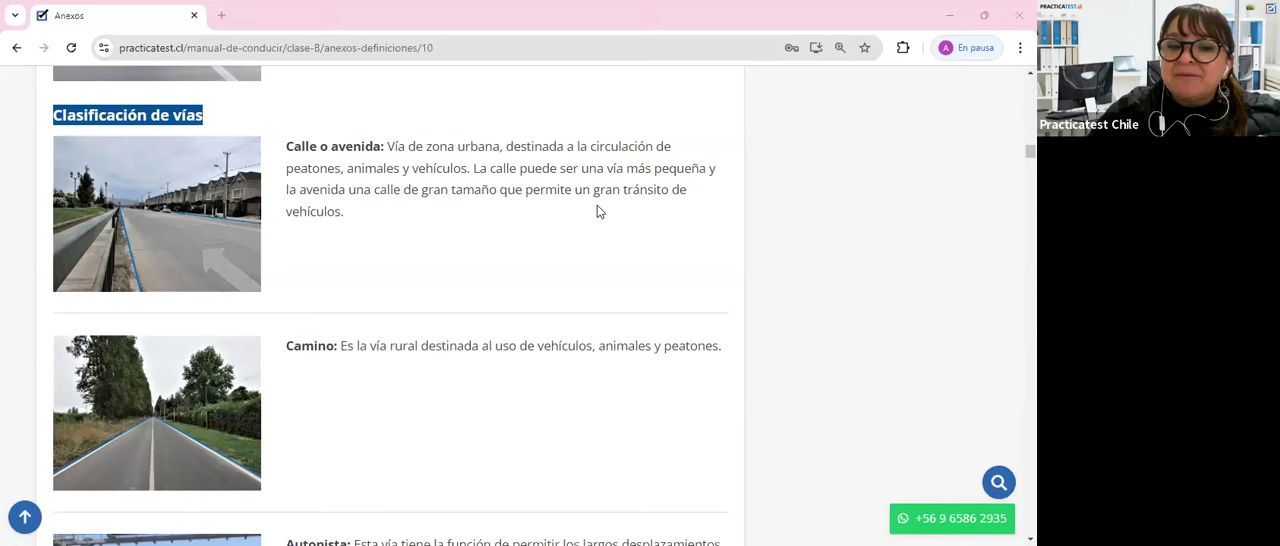 Anexos
practicatest.cl/manual-de-conducir/clase-B/anexos-definiciones/10
A
En pausa
PRACTICATEST.cl
Practicatest Chile
Clasificación de vías
Calle o avenida: Vía de zona urbana, destinada a la circulación de
peatones, animales y vehículos. La calle puede ser una vía más pequeña y
la avenida una calle de gran tamaño que permite un gran tránsito de
vehículos.
Camino: Es la vía rural destinada al uso de vehículos, animales y peatones.
+56 9 6586 2935
Autopista: Esta vía tiene la función de permitir los largos desplazamientos